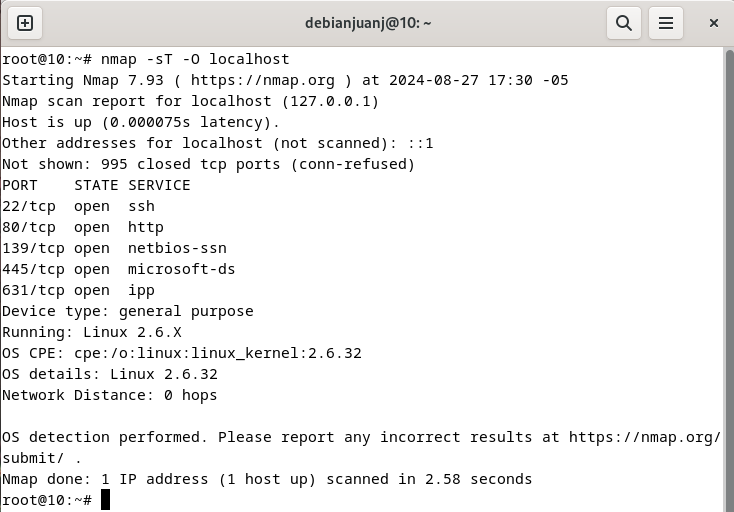 debianjuanj@10: ~
root@10:~# nmap -sT -O localhost
Starting Nmap 7.93 ( https://nmap.org ) at 2024-08-27 17:30 -05
Nmap scan report for localhost (127.0.0.1)
Host is up (0.000075s latency).
Other addresses for localhost (not scanned): ::1
Not shown: 995 closed tcp ports (conn-refused)
PORT    STATE SERVICE
22/tcp  open  ssh
80/tcp  open  http
139/tcp open  netbios-ssn
445/tcp open  microsoft-ds
631/tcp open  ipp
Device type: general purpose
Running: Linux 2.6.X
OS CPE: cpe:/o:linux:linux_kernel:2.6.32
OS details: Linux 2.6.32
Network Distance: 0 hops
OS detection performed. Please report any incorrect results at https://nmap.org/
submit/ .
Nmap done: 1 IP address (1 host up) scanned in 2.58 seconds
root@10:~#